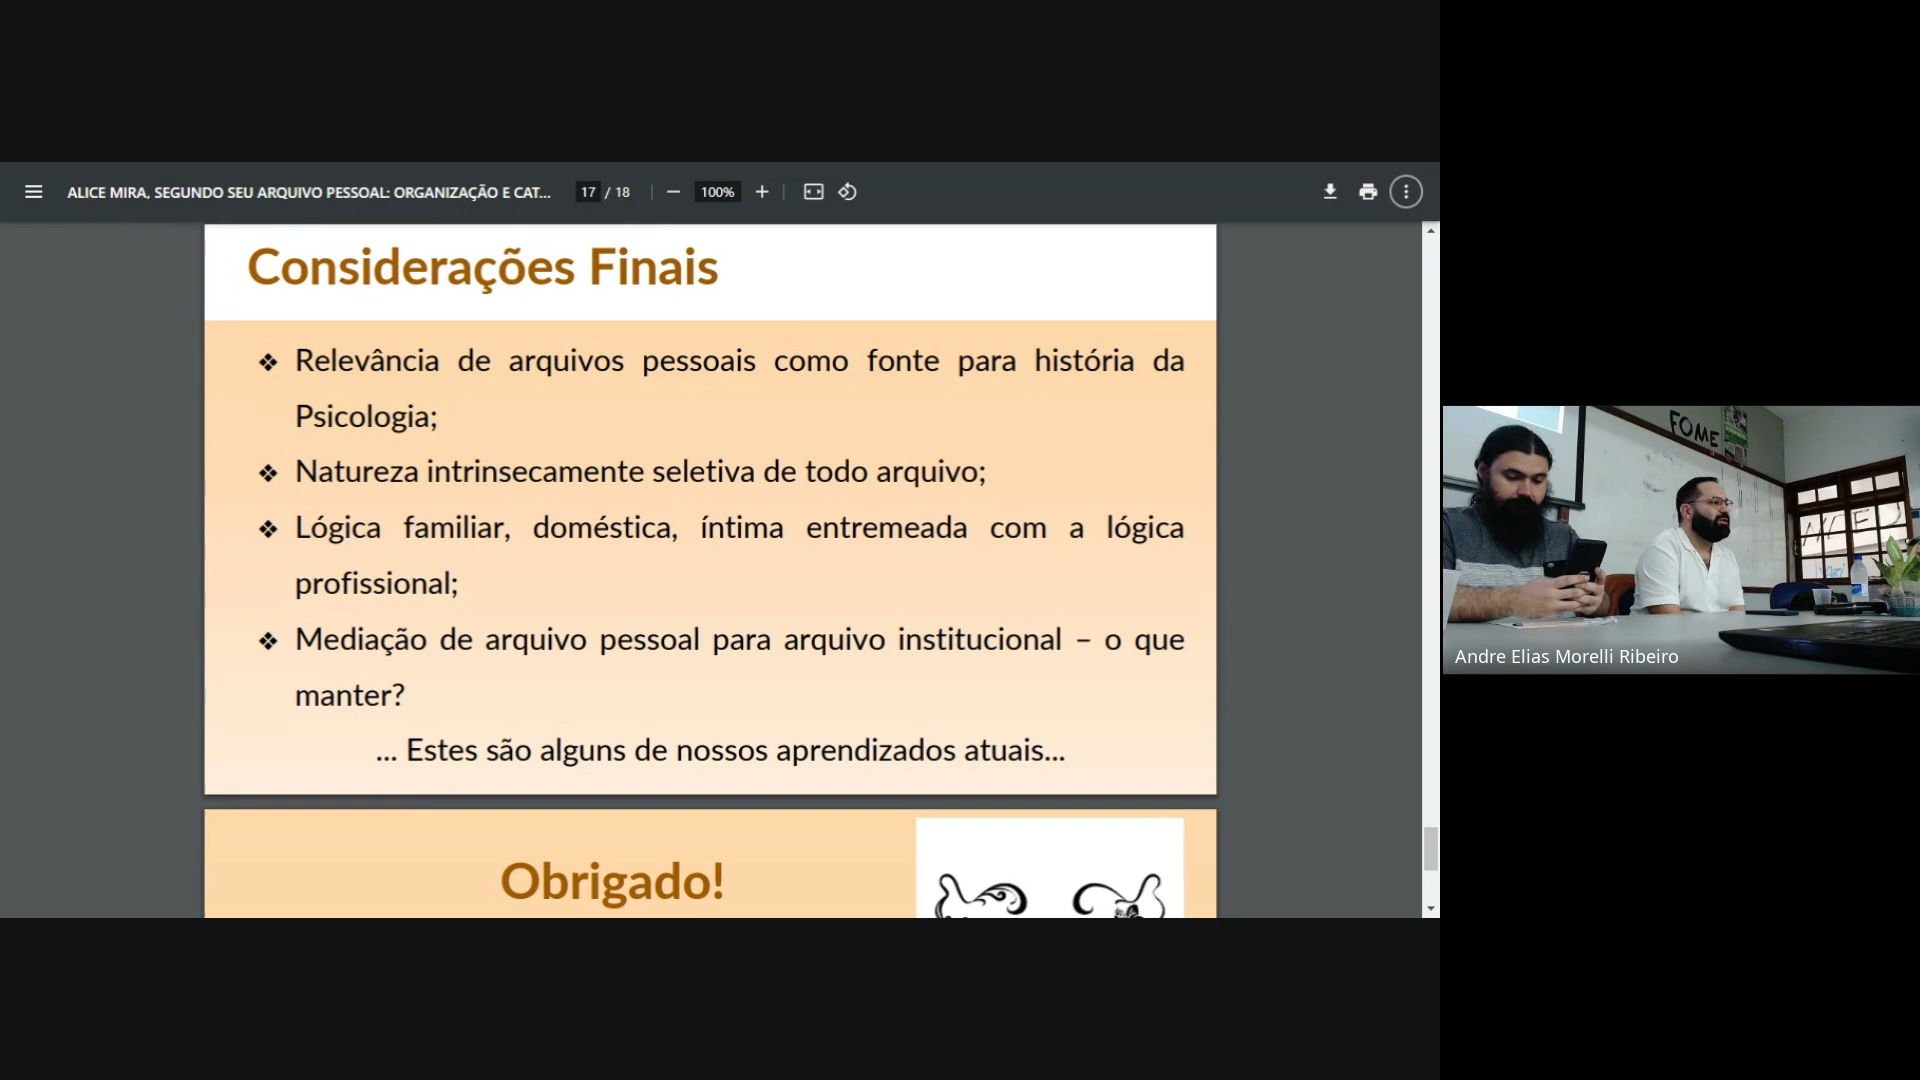 ALICE MIRA, SEGUNDO SEU ARQUIVO PESSOAL: ORGANIZAÇÃO E CAT...
17 / 18
100%
Considerações Finais
❖ Relevância de arquivos pessoais como fonte para história da
Psicologia;
❖ Natureza intrinsecamente seletiva de todo arquivo;
❖ Lógica familiar, doméstica, íntima entremeada com a lógica
profissional;
❖ Mediação de arquivo pessoal para arquivo institucional – o que
manter?
... Estes são alguns de nossos aprendizados atuais...
Obrigado!
FOME
Andre Elias Morelli Ribeiro